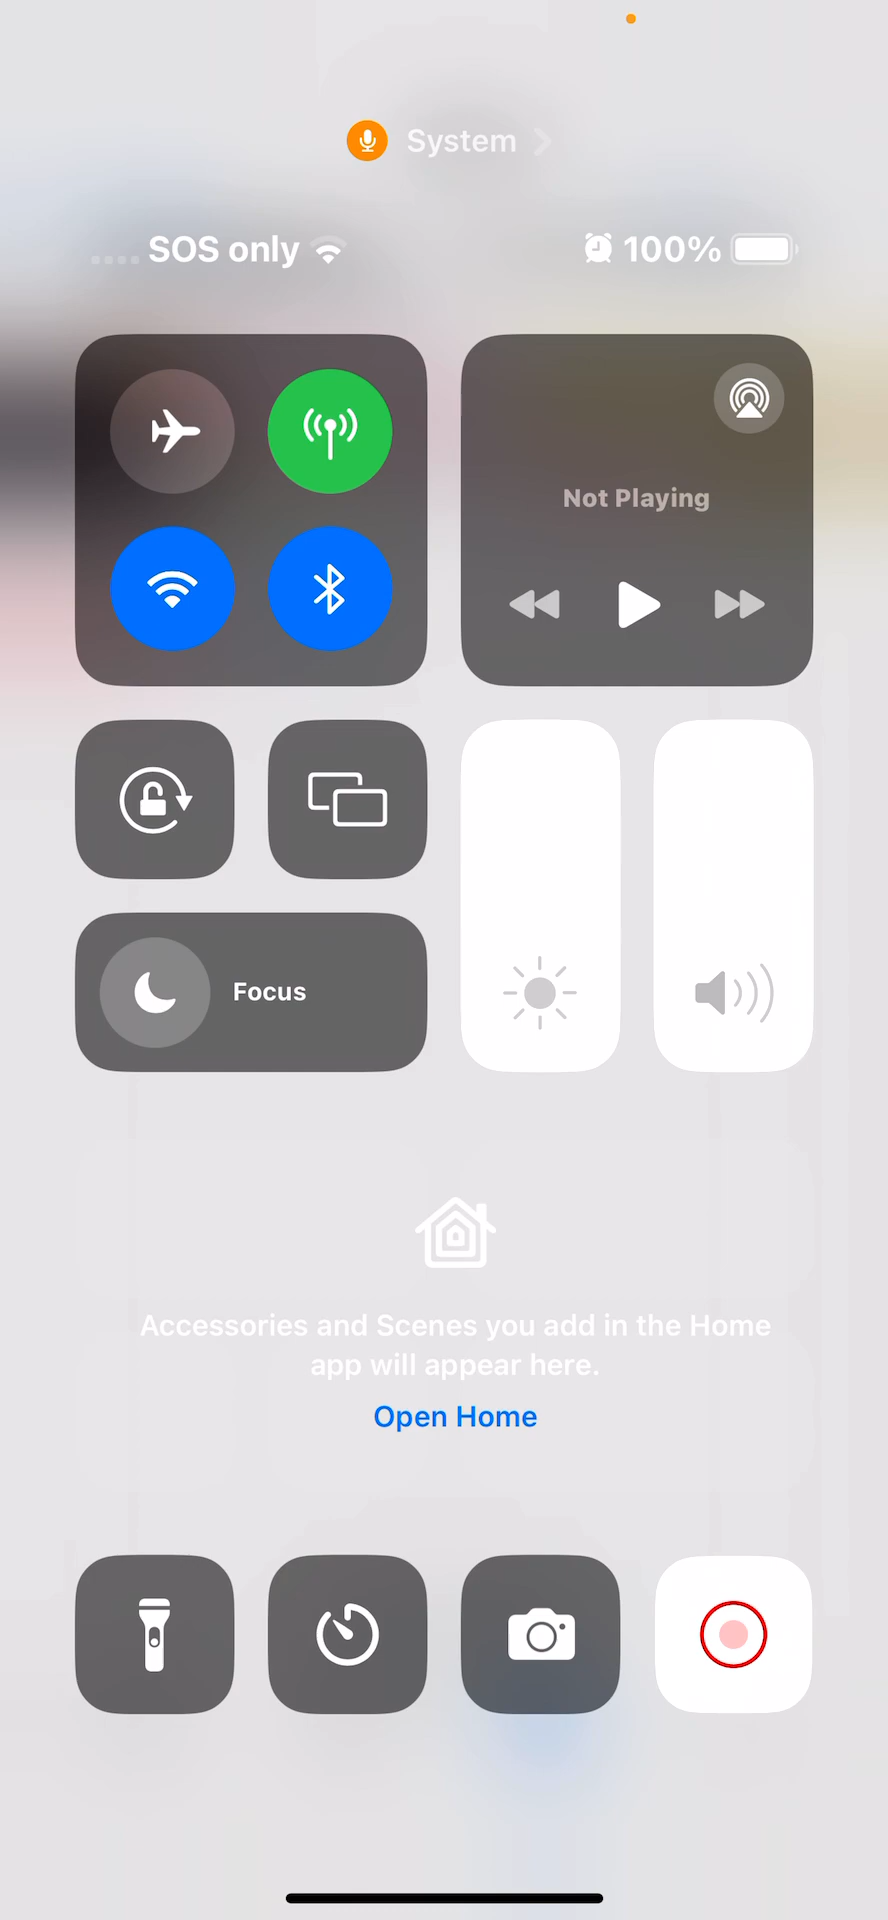 System
SOS only
100%
Not Playing
Focus
Accessories and Scenes you add in the Home
app will appear here.
Open Home